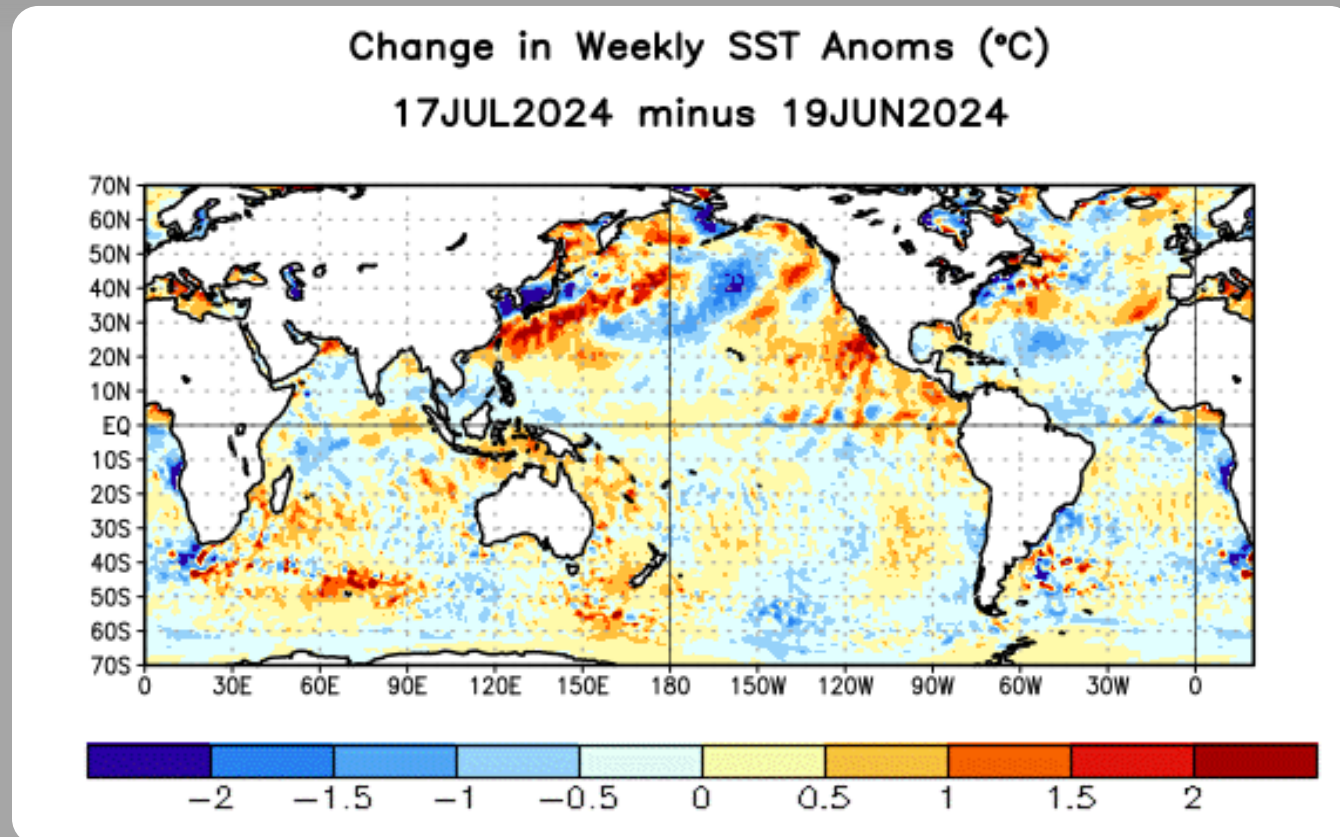 Change in Weekly SST Anoms (°C)
17JUL2024 minus 19JUN2024
70N
60N
50N
40N
30N
20N
10N
EQ
10S
20S
30S
40S
50S
60S
70S
0 30E 60E 90E 120E 150E 180 150W 120W 90W 60W 30W 0
−2 −1.5 −1 −0.5 0 0.5 1 1.5 2